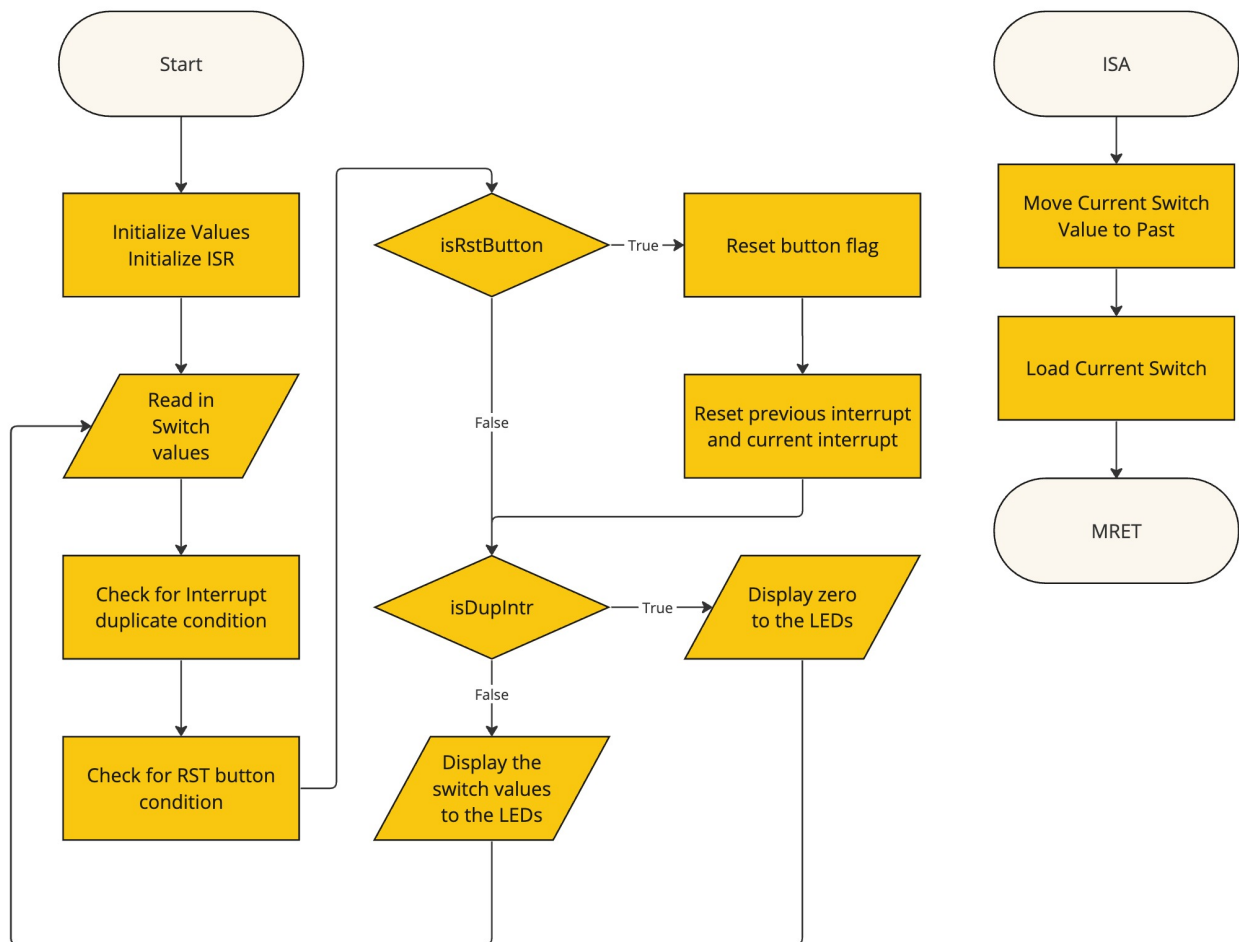 Start
Initialize Values
Initialize ISR
Read in
Switch
values
Check for Interrupt
duplicate condition
Check for RST button
condition
isRstButton
True
Reset button flag
Reset previous interrupt
and current interrupt
False
isDupIntr
True
Display zero
to the LEDs
False
Display the
switch values
to the LEDs
ISA
Move Current Switch
Value to Past
Load Current Switch
MRET